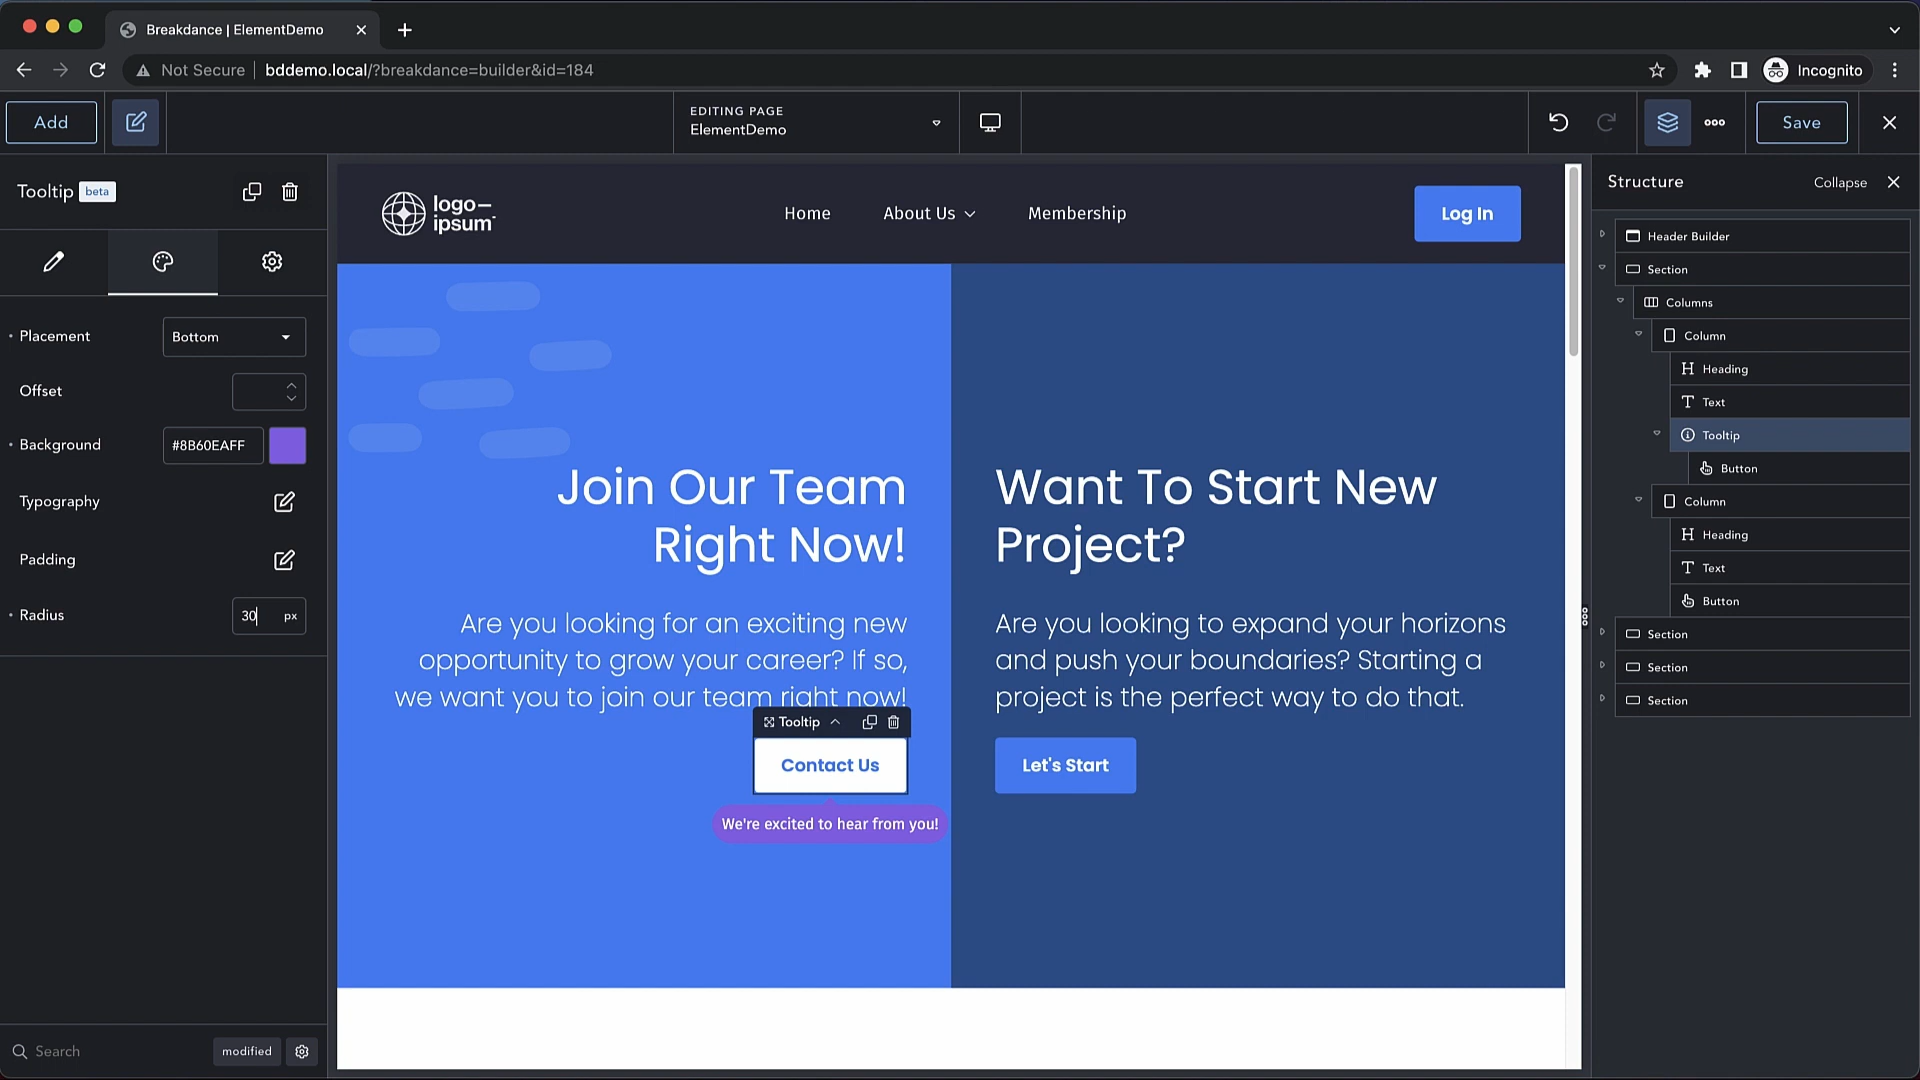 Breakdance | ElementDemo
Not Secure
bddemo.local/?breakdance=builder&id=184
Incognito
Add
EDITING PAGE
ElementDemo
Save
Tooltip beta
Placement
Bottom
Offset
Background
#8B60EAFF
Typography
Padding
Radius
30
px
Search
modified
logo–
ipsum
Home
About Us
Membership
Log In
Join Our Team
Right Now!
Are you looking for an exciting new
opportunity to grow your career? If so,
we want you to join our team right now!
Tooltip
Contact Us
We're excited to hear from you!
Want To Start New
Project?
Are you looking to expand your horizons
and push your boundaries? Starting a
project is the perfect way to do that.
Let's Start
Structure
Collapse
Header Builder
Section
Columns
Column
Heading
Text
Tooltip
Button
Column
Heading
Text
Button
Section
Section
Section